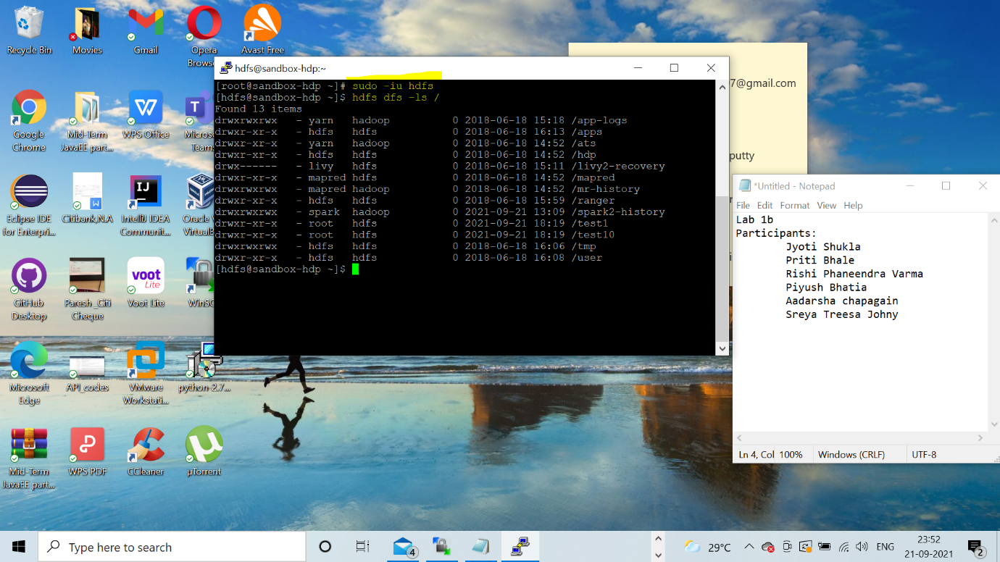 Recycle Bin
Movies
Gmail
Opera
Brows
Avast Free
Google
Chrome
Mid-Term
JavaEE part...
WPS Office
Micros
Team
Eclipse IDE
for Enterpri...
Citibank,N.A
IntelliJ IDEA
Communit...
Oracle
VirtualB
GitHub
Desktop
Paresh _Citi
Cheque
voot
Lite
Voot Lite
WinSC
Microsoft
Edge
API_codes
VMware
Workstati...
python-2.7...
Mid-Term
JavaEE part...
WPS PDF
CCleaner
µTorrent
hdfs@sandbox-hdp:~
[root@sandbox-hdp ~]# sudo -iu hdfs
[hdfs@sandbox-hdp ~]$ hdfs dfs -ls /
Found 13 items
drwxrwxrwx   - yarn   hadoop          0 2018-06-18 15:18 /app-logs
drwxr-xr-x   - hdfs   hdfs            0 2018-06-18 16:13 /apps
drwxr-xr-x   - yarn   hadoop          0 2018-06-18 14:52 /ats
drwxr-xr-x   - hdfs   hdfs            0 2018-06-18 14:52 /hdp
drwx------   - livy   hdfs            0 2018-06-18 15:11 /livy2-recovery
drwxr-xr-x   - mapred hdfs            0 2018-06-18 14:52 /mapred
drwxrwxrwx   - mapred hadoop          0 2018-06-18 14:52 /mr-history
drwxr-xr-x   - hdfs   hdfs            0 2018-06-18 15:59 /ranger
drwxrwxrwx   - spark  hadoop          0 2021-09-21 13:09 /spark2-history
drwxr-xr-x   - root   hdfs            0 2021-09-21 18:19 /test1
drwxr-xr-x   - root   hdfs            0 2021-09-21 18:19 /test10
drwxrwxrwx   - hdfs   hdfs            0 2018-06-18 16:06 /tmp
drwxr-xr-x   - hdfs   hdfs            0 2018-06-18 16:08 /user
[hdfs@sandbox-hdp ~]$
7@gmail.com
putty
*Untitled - Notepad
File Edit Format View Help
Lab 1b
Participants:
Jyoti Shukla
Priti Bhale
Rishi Phaneendra Varma
Piyush Bhatia
Aadarsha chapagain
Sreya Treesa Johny
Ln 4, Col 100% Windows (CRLF) UTF-8
Type here to search
4
29°C
ENG
23:52
21-09-2021
2